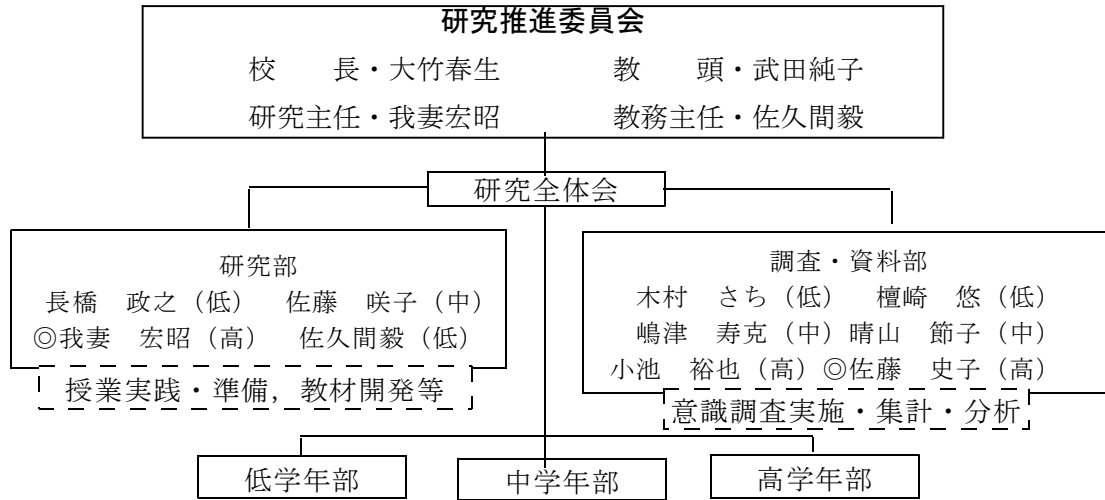 研究推進委員会
校　　長・大竹春生　　　教　　頭・武田純子
研究主任・我妻宏昭　　　教務主任・佐久間毅
研究全体会
研究部
長橋　政之（低）　佐藤　咲子（中）
◎我妻　宏昭（高）　佐久間毅（低）
授業実践・準備，教材開発等
調査・資料部
木村　さち（低）　檀崎　悠（低）
嶋津　寿克（中）晴山　節子（中）
小池　裕也（高）◎佐藤　史子（高）
意識調査実施・集計・分析
低学年部
中学年部
高学年部